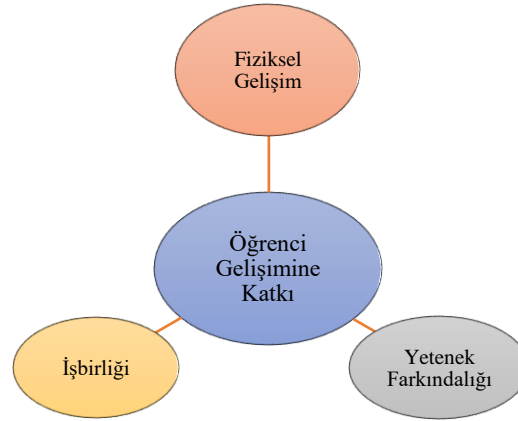 Fiziksel
Gelişim
Öğrenci
Gelişimine
Katkı
İşbirliği
Yetenek
Farkındalığı